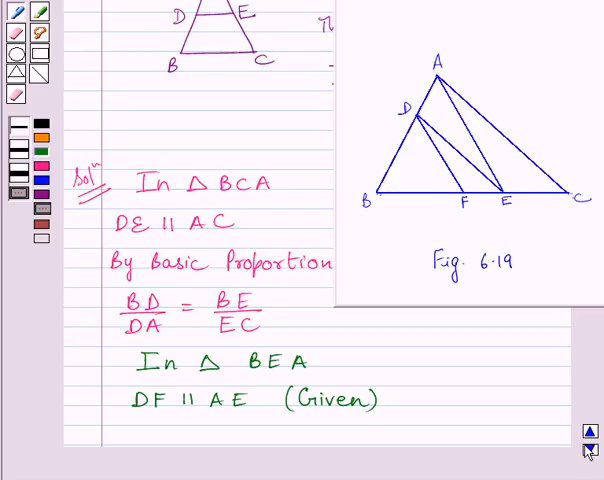 D E
B C
A
D
B F E C
Fig. 6.19
Solⁿ In Δ BCA
DE || AC
By Basic Proportion
BD/DA = BE/EC
In Δ BEA
DF || AE (Given)